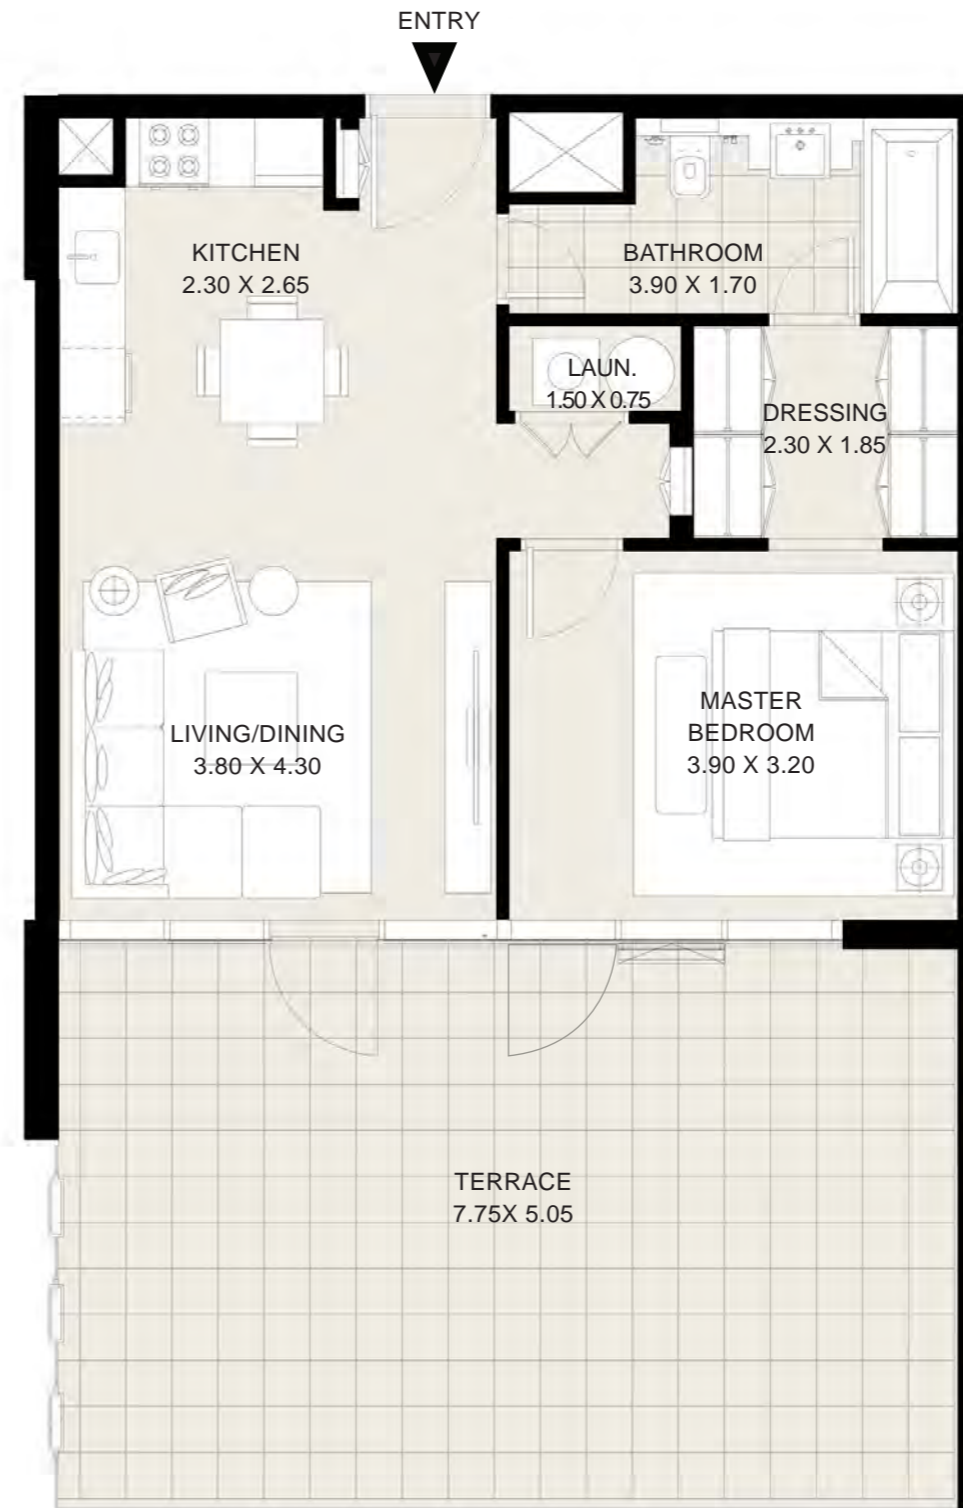 ENTRY
KITCHEN
2.30 X 2.65
BATHROOM
3.90 X 1.70
LAUN.
1.50 X 0.75
DRESSING
2.30 X 1.85
LIVING/DINING
3.80 X 4.30
MASTER
BEDROOM
3.90 X 3.20
TERRACE
7.75X 5.05